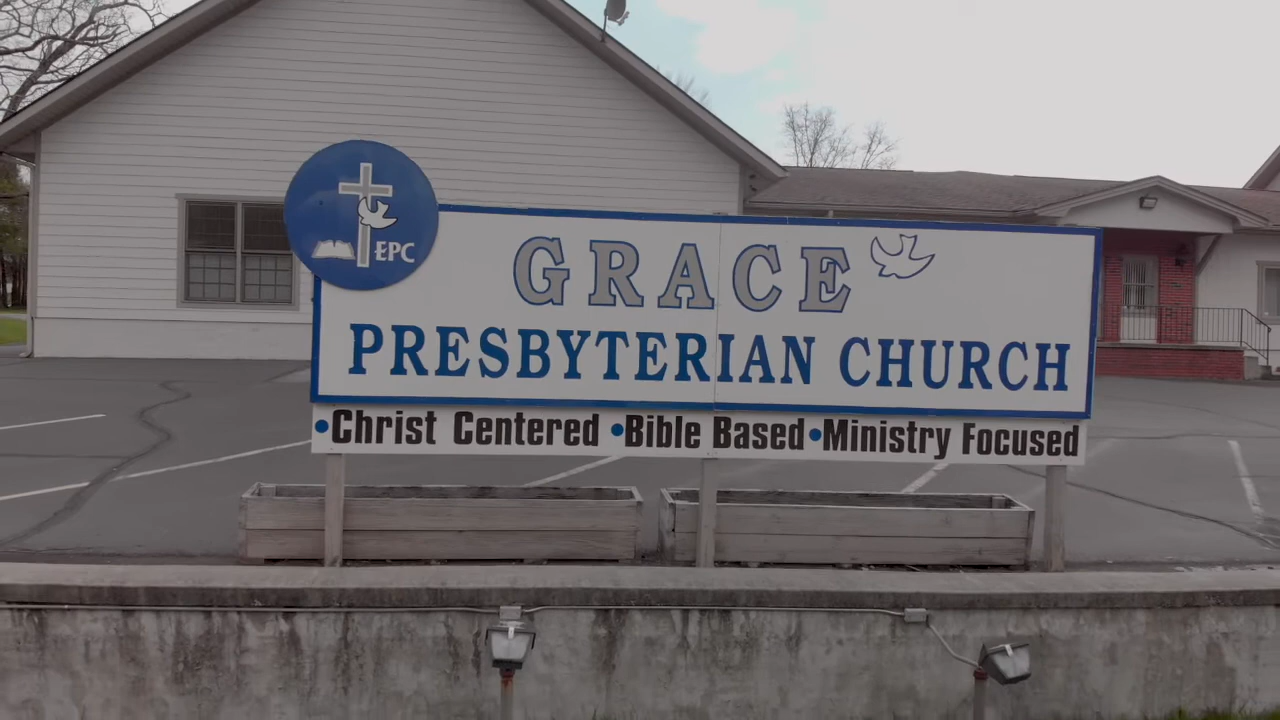 EPC
GRACE
PRESBYTERIAN CHURCH
•Christ Centered •Bible Based •Ministry Focused